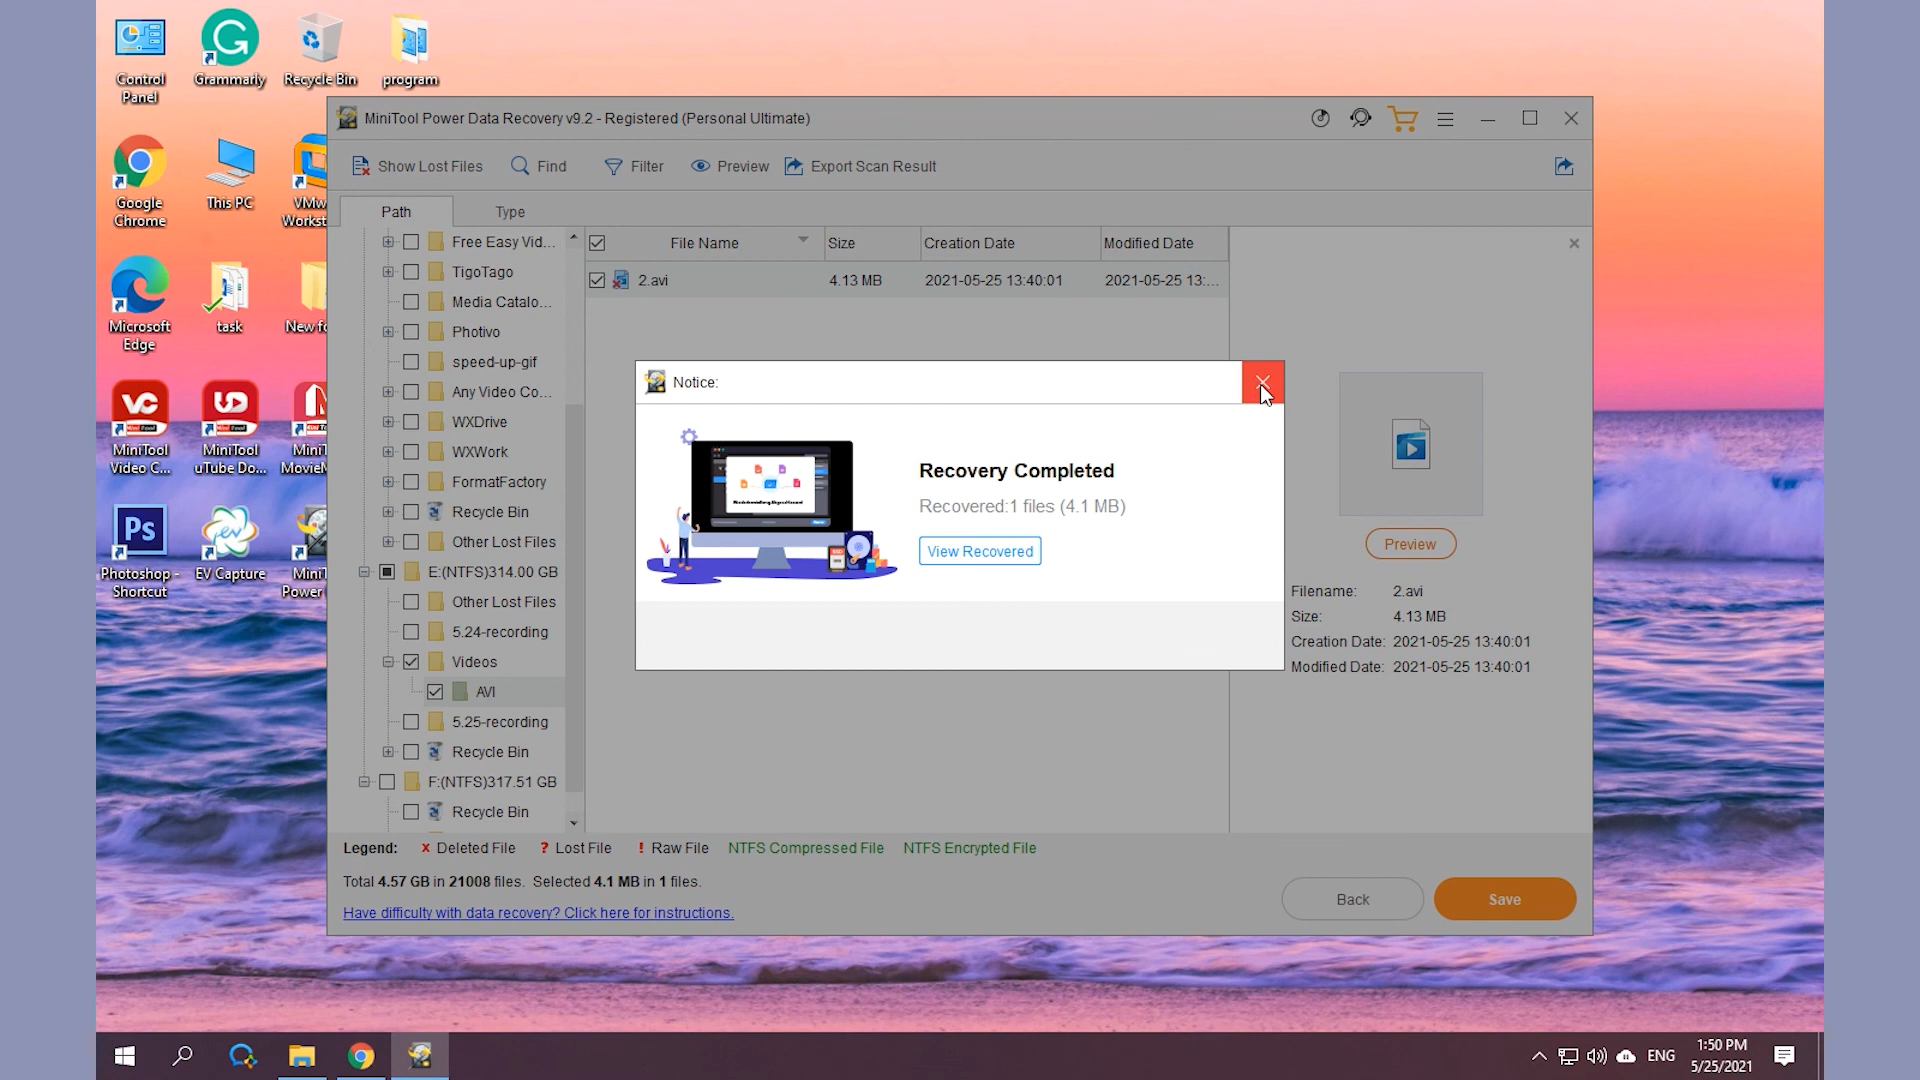 Control
Panel
Grammarly
Recycle Bin
program
Google
Chrome
This PC
VMw
Workst
Microsoft
Edge
task
New fo
MiniTool
Video C...
MiniTool
uTube Do...
MiniT
MovieM
Photoshop -
Shortcut
EV Capture
MiniT
Power
MiniTool Power Data Recovery v9.2 - Registered (Personal Ultimate)
Show Lost Files Find Filter Preview Export Scan Result
Path Type
Free Easy Vid...
TigoTago
Media Catalo...
Photivo
speed-up-gif
Any Video Co...
WXDrive
WXWork
FormatFactory
Recycle Bin
Other Lost Files
E:(NTFS)314.00 GB
Other Lost Files
5.24-recording
Videos
AVI
5.25-recording
Recycle Bin
F:(NTFS)317.51 GB
Recycle Bin
File Name Size Creation Date Modified Date
2.avi 4.13 MB 2021-05-25 13:40:01 2021-05-25 13:...
Notice:
Recovery Completed
Recovered:1 files (4.1 MB)
View Recovered
Preview
Filename: 2.avi
Size: 4.13 MB
Creation Date: 2021-05-25 13:40:01
Modified Date: 2021-05-25 13:40:01
Legend: x Deleted File ? Lost File ! Raw File NTFS Compressed File NTFS Encrypted File
Total 4.57 GB in 21008 files. Selected 4.1 MB in 1 files.
Have difficulty with data recovery? Click here for instructions.
Back
Save
ENG
1:50 PM
5/25/2021